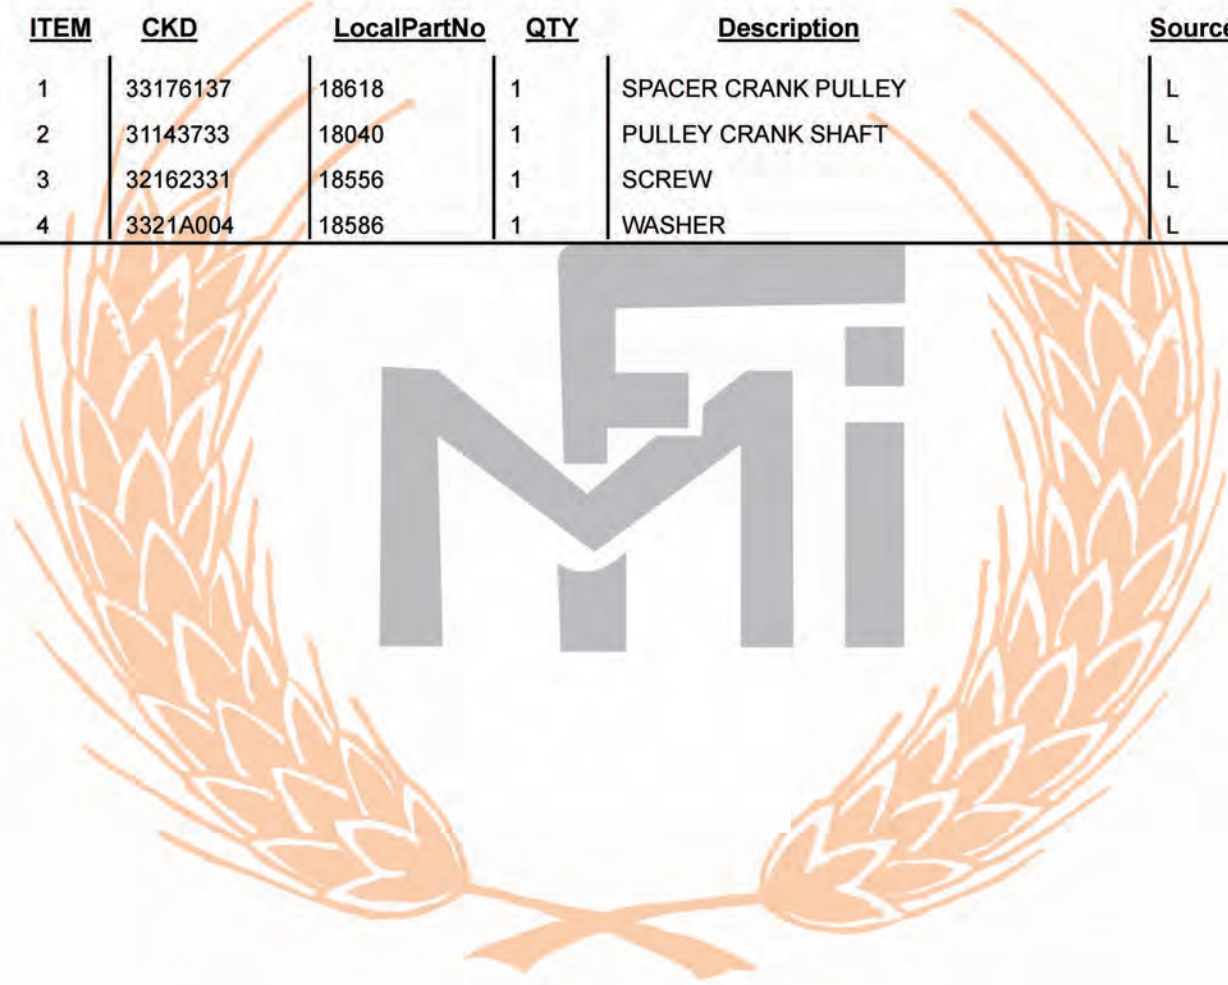 ITEM CKD LocalPartNo QTY Description Source
1 33176137 18618 1 SPACER CRANK PULLEY L
2 31143733 18040 1 PULLEY CRANK SHAFT L
3 32162331 18556 1 SCREW L
4 3321A004 18586 1 WASHER L
MFi